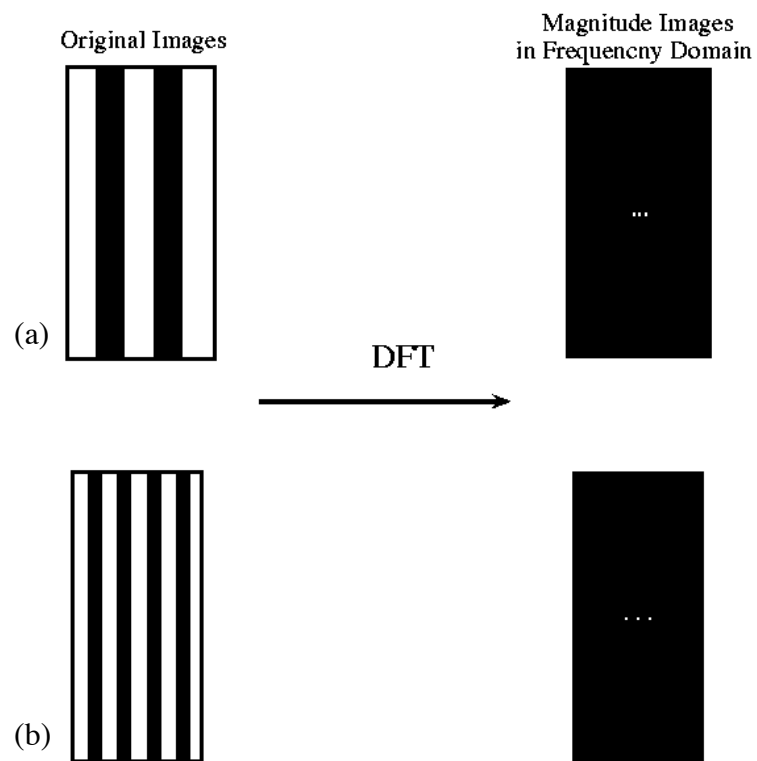 Original Images
Magnitude Images
in Frequencny Domain
(a)
DFT
(b)